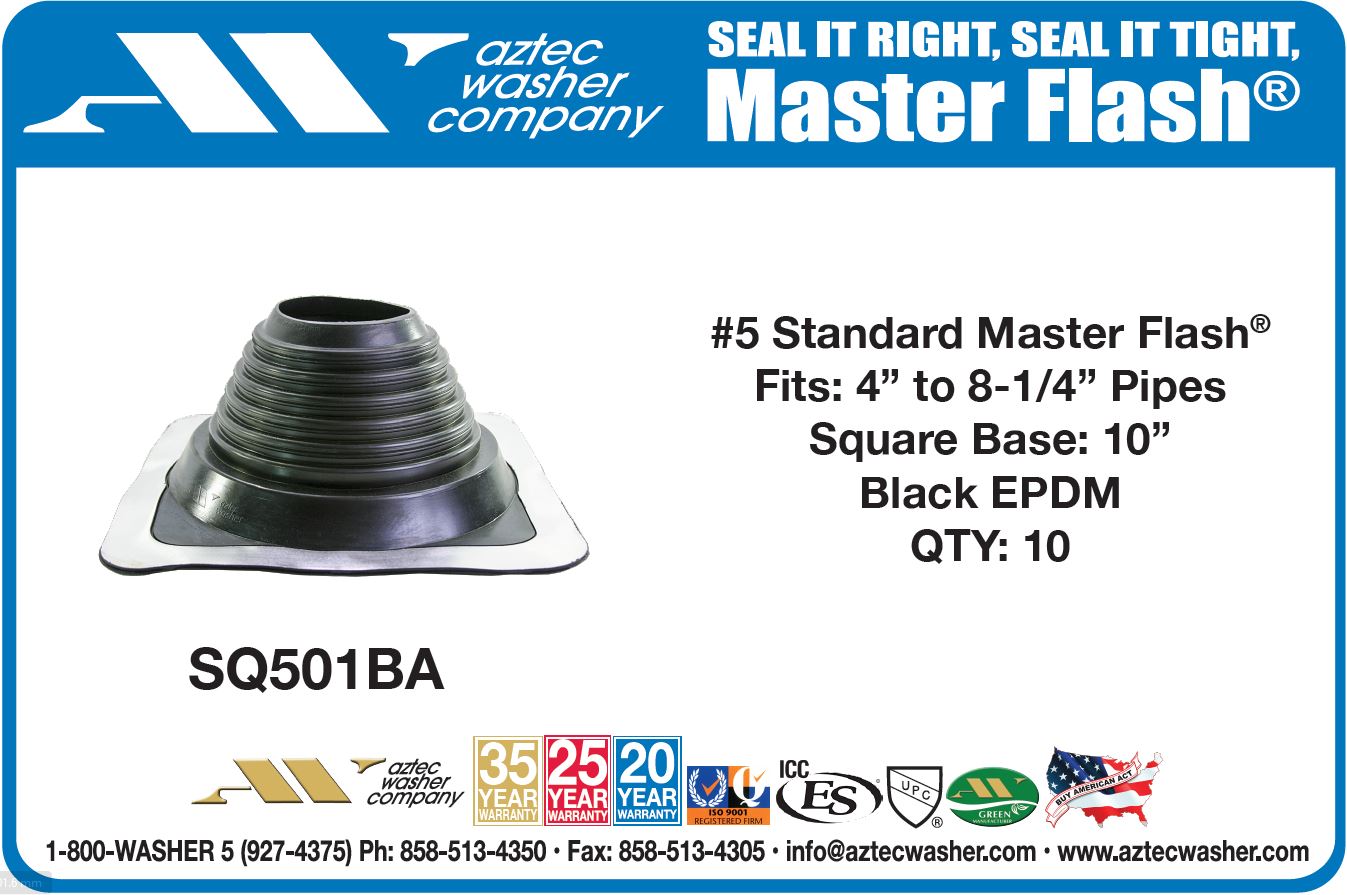 aztec
washer
company
SEAL IT RIGHT, SEAL IT TIGHT,
Master Flash®
#5 Standard Master Flash®
Fits: 4” to 8-1/4” Pipes
Square Base: 10”
Black EPDM
QTY: 10
aztec
washer
SQ501BA
aztec
washer
company
35
YEAR
WARRANTY
25
YEAR
WARRANTY
20
YEAR
WARRANTY
Q
ISO 9001
REGISTERED FIRM
ICC
ES
UPC
®
GREEN
MANUFACTURER
BUY AMERICAN ACT
1-800-WASHER 5 (927-4375) Ph: 858-513-4350 • Fax: 858-513-4305 • info@aztecwasher.com • www.aztecwasher.com